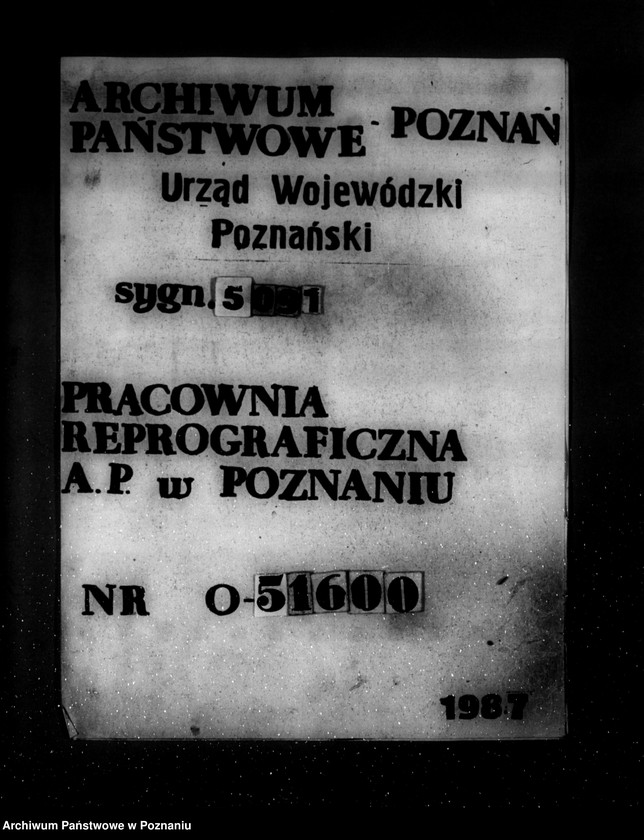 ARCHIWUM
PAŃSTWOWE - POZNAŃ
Urząd Wojewódzki
Poznański
sygn. 5091
PRACOWNIA
REPROGRAFICZNA
A.P. w POZNANIU
NR O-51600
1987
Archiwum Państwowe w Poznaniu